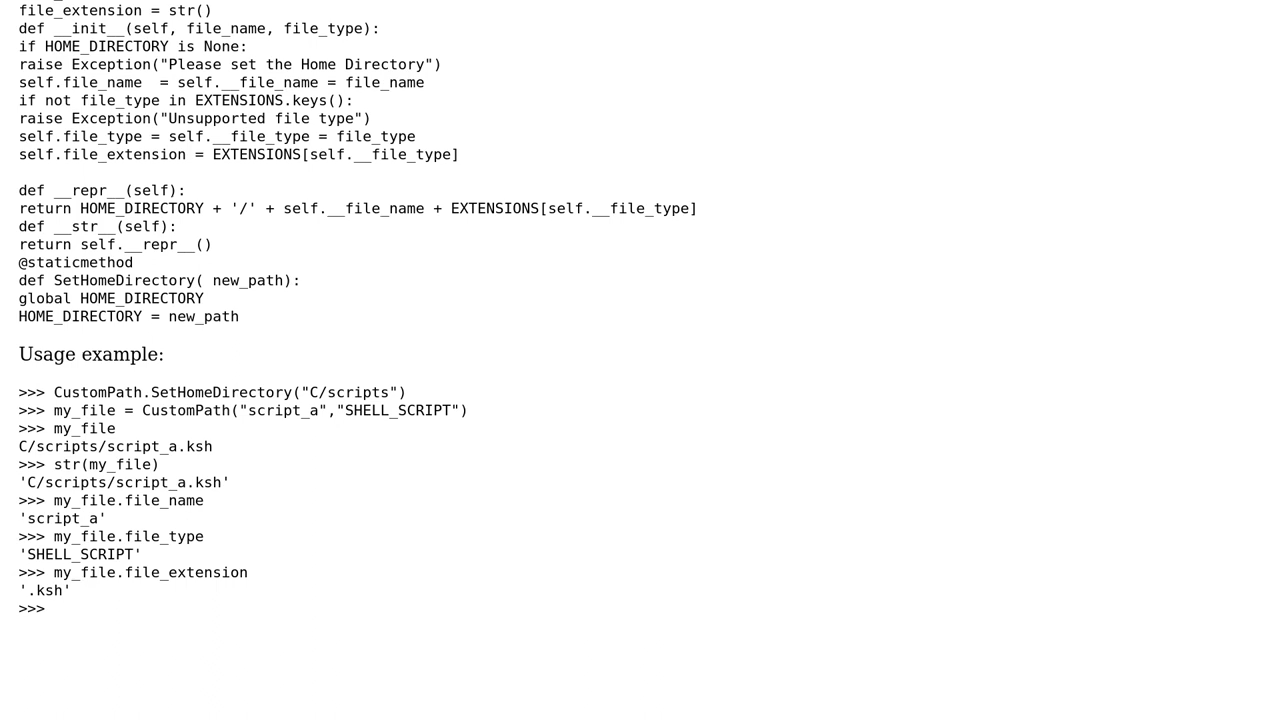 file_extension = str()
def __init__(self, file_name, file_type):
if HOME_DIRECTORY is None:
raise Exception("Please set the Home Directory")
self.file_name  = self.__file_name = file_name
if not file_type in EXTENSIONS.keys():
raise Exception("Unsupported file type")
self.file_type = self.__file_type = file_type
self.file_extension = EXTENSIONS[self.__file_type]

def __repr__(self):
return HOME_DIRECTORY + '/' + self.__file_name + EXTENSIONS[self.__file_type]
def __str__(self):
return self.__repr__()
@staticmethod
def SetHomeDirectory( new_path):
global HOME_DIRECTORY
HOME_DIRECTORY = new_path

Usage example:

>>> CustomPath.SetHomeDirectory("C/scripts")
>>> my_file = CustomPath("script_a","SHELL_SCRIPT")
>>> my_file
C/scripts/script_a.ksh
>>> str(my_file)
'C/scripts/script_a.ksh'
>>> my_file.file_name
'script_a'
>>> my_file.file_type
'SHELL_SCRIPT'
>>> my_file.file_extension
'.ksh'
>>>